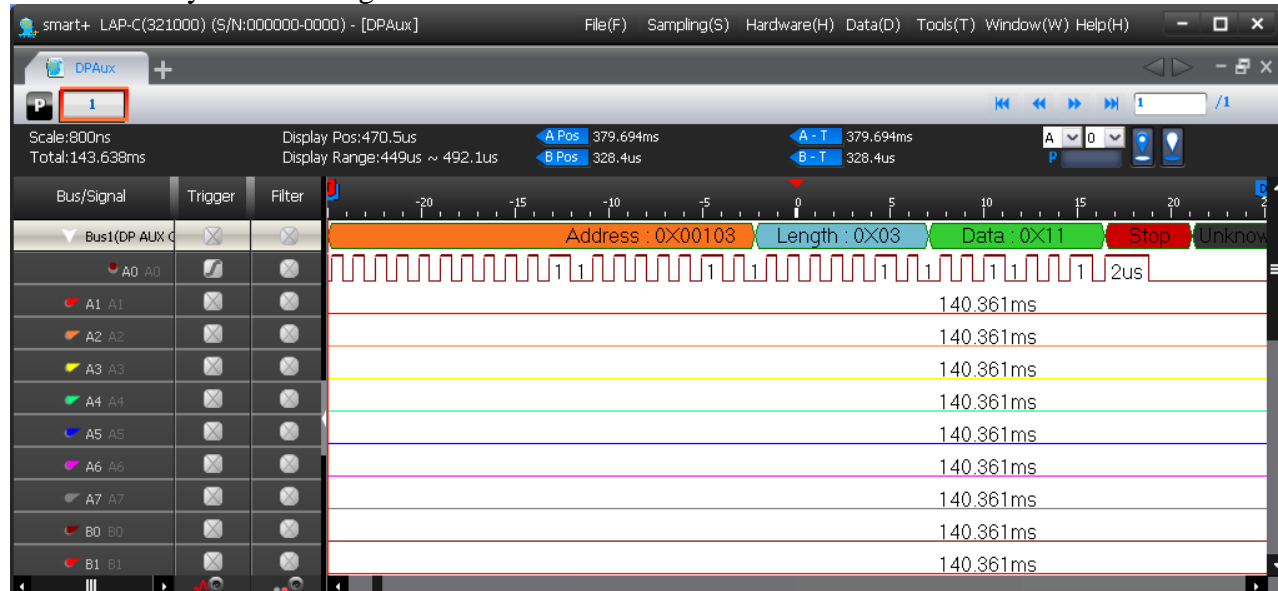 smart+ LAP-C(321000) (S/N:000000-0000) - [DPAux] File(F) Sampling(S) Hardware(H) Data(D) Tools(T) Window(W) Help(H)
DPAux
P 1 1 /1
Scale:800ns Display Pos:470.5us A Pos 379.694ms A - T 379.694ms A 0
Total:143.638ms Display Range:449us ~ 492.1us B Pos 328.4us B - T 328.4us P
Bus/Signal Trigger Filter -20 -15 -10 -5 0 5 10 15 20
Bus1(DP AUX Address : 0X00103 Length : 0X03 Data : 0X11 Stop Unknow
A0 A0 1 1 1 1 1 1 1 1 1 1 2us
A1 A1 140.361ms
A2 A2 140.361ms
A3 A3 140.361ms
A4 A4 140.361ms
A5 A5 140.361ms
A6 A6 140.361ms
A7 A7 140.361ms
B0 B0 140.361ms
B1 B1 140.361ms